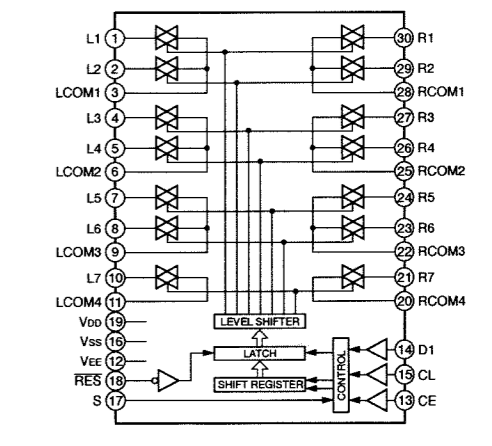 L1 1 30 R1
L2 2 29 R2
LCOM1 3 28 RCOM1
L3 4 27 R3
L4 5 26 R4
LCOM2 6 25 RCOM2
L5 7 24 R5
L6 8 23 R6
LCOM3 9 22 RCOM3
L7 10 21 R7
LCOM4 11 20 RCOM4
VDD 19 LEVEL SHIFTER
VSS 16
VEE 12 LATCH 14 D1
RES 18 SHIFT REGISTER CONTROL 15 CL
S 17 13 CE